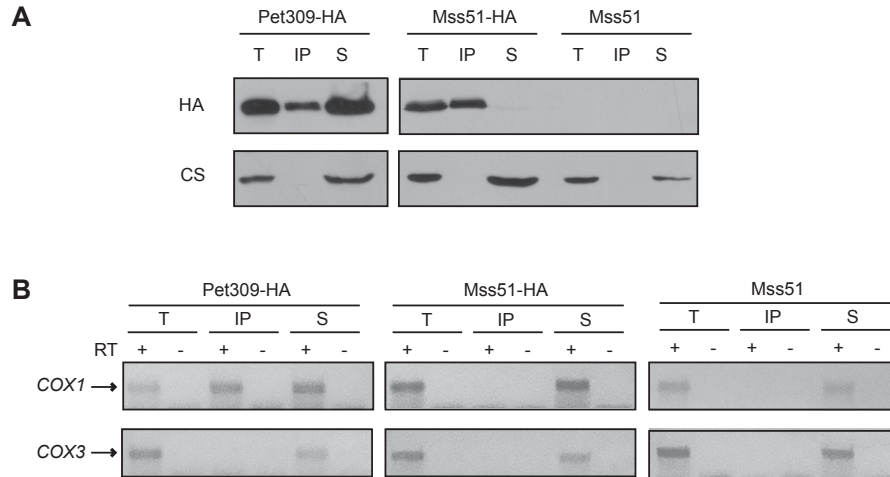 A
Pet309-HA Mss51-HA Mss51
T IP S T IP S T IP S
HA
CS
B
Pet309-HA Mss51-HA Mss51
T IP S T IP S T IP S
RT + - + - + - + - + - + - + - + - + -
COX1
COX3